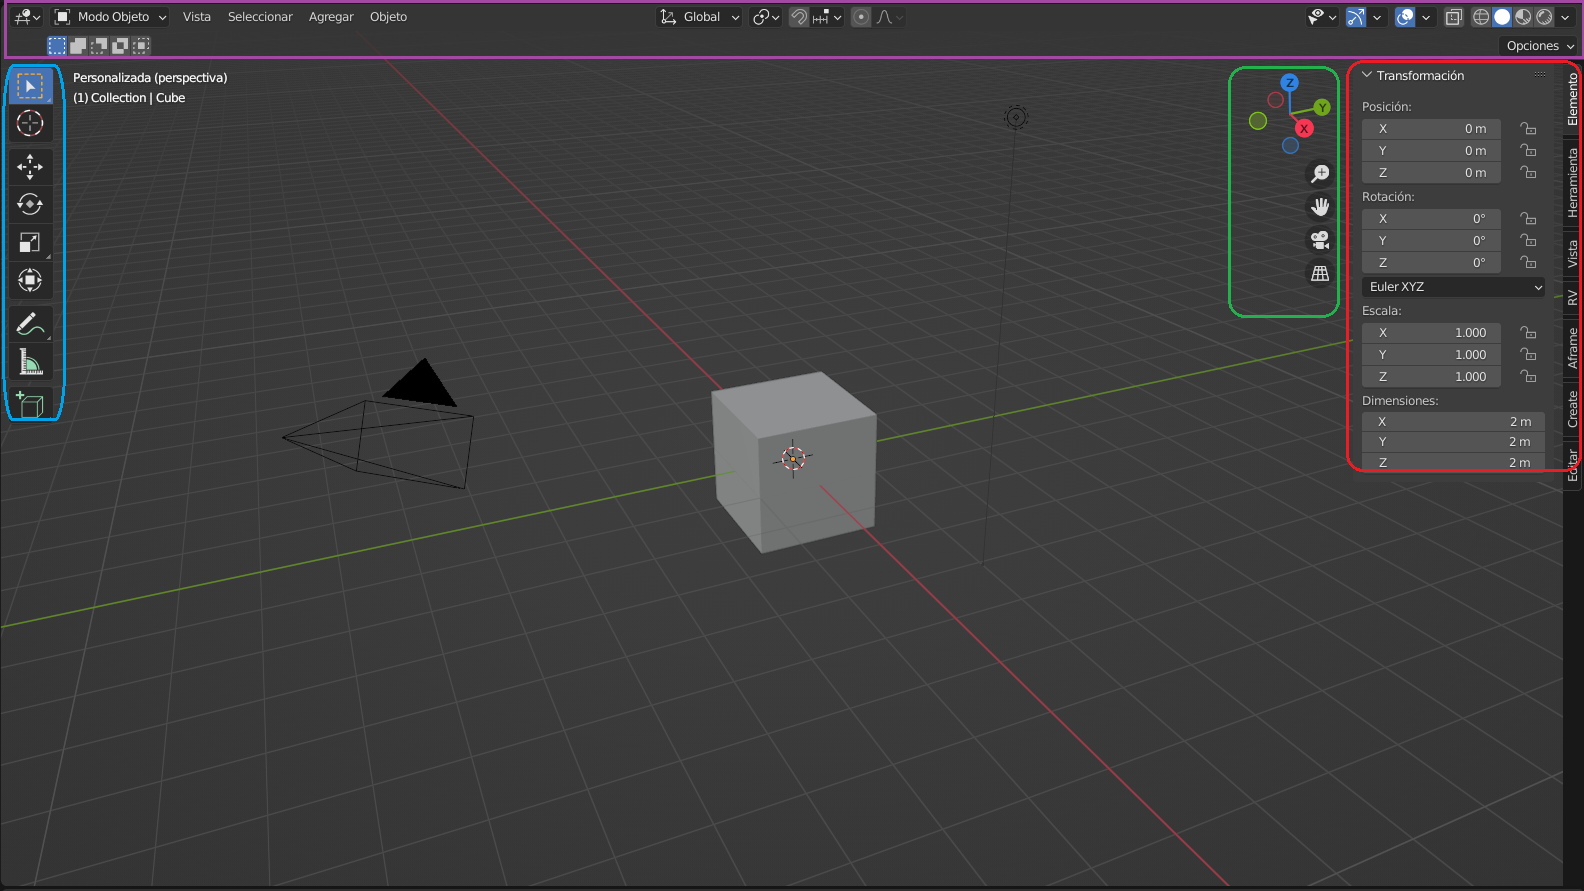 Modo Objeto Vista Seleccionar Agregar Objeto Global
Opciones
Personalizada (perspectiva)
(1) Collection | Cube
Z
Y
X
Transformación
Posición:
X 0 m
Y 0 m
Z 0 m
Rotación:
X 0°
Y 0°
Z 0°
Euler XYZ
Escala:
X 1.000
Y 1.000
Z 1.000
Dimensiones:
X 2 m
Y 2 m
Z 2 m
Elemento
Herramienta
Vista
RV
Aframe
Create
Editar